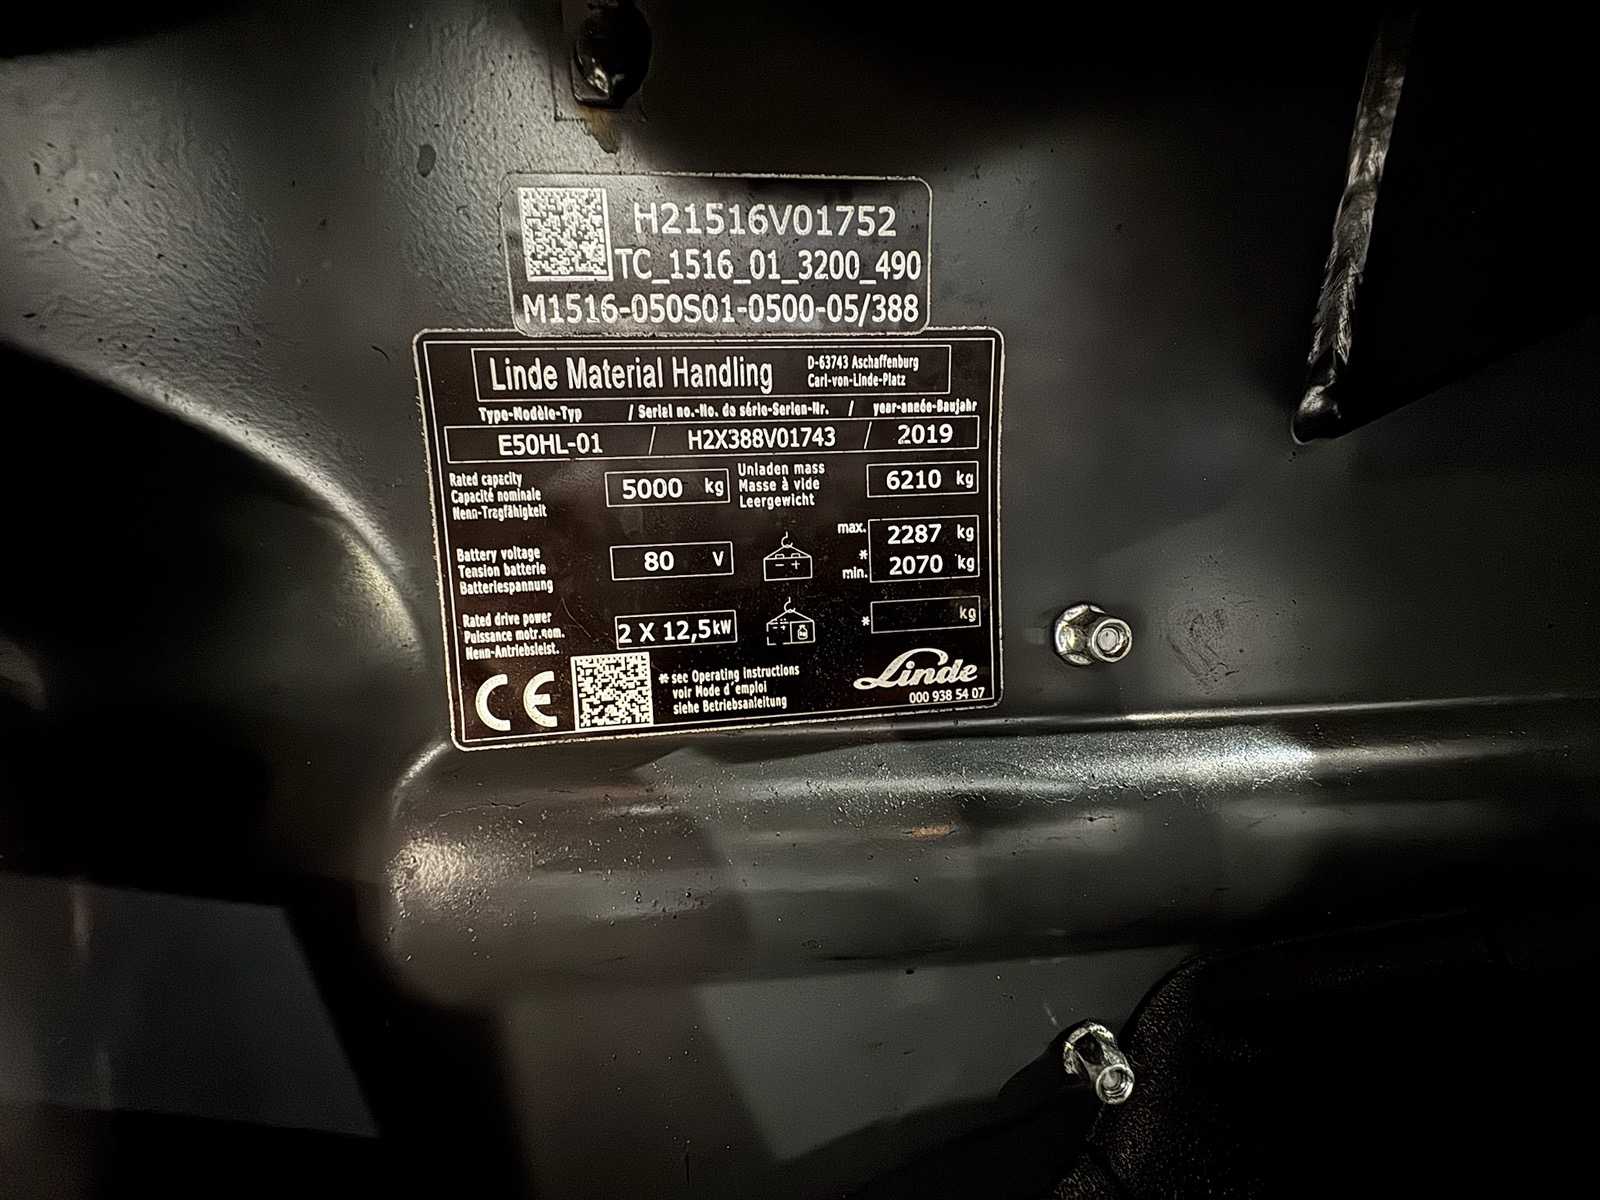 H21516V01752
TC_1516_01_3200_490
M1516-050S01-0500-05/388
Linde Material Handling
D-63743 Aschaffenburg
Carl-von-Linde-Platz
Type-Modèle-Typ / Serial no.-No. de série-Serien-Nr. / year-année-Baujahr
E50HL-01 / H2X388V01743 / 2019
Rated capacity
Capacité nominale
Nenn-Tragfähigkeit
5000 kg
Unladen mass
Masse à vide
Leergewicht
6210 kg
Battery voltage
Tension batterie
Batteriespannung
80 V
- +
max. 2287 kg
*
min. 2070 kg
Rated drive power
Puissance motr.nom.
Nenn-Antriebsleist.
2 X 12,5 kW
* kg
CE
* see Operating instructions
voir Mode d'emploi
siehe Betriebsanleitung
Linde
000 938 54 07